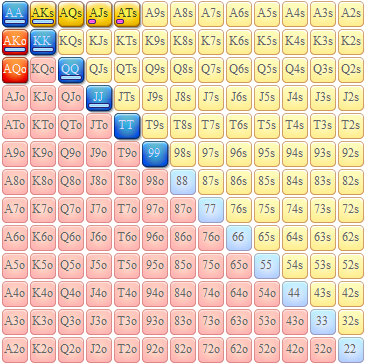 AA AKs AQs AJs ATs A9s A8s A7s A6s A5s A4s A3s A2s
AKo KK KQs KJs KTs K9s K8s K7s K6s K5s K4s K3s K2s
AQo KQo QQ QJs QTs Q9s Q8s Q7s Q6s Q5s Q4s Q3s Q2s
AJo KJo QJo JJ JTs J9s J8s J7s J6s J5s J4s J3s J2s
ATo KTo QTo JTo TT T9s T8s T7s T6s T5s T4s T3s T2s
A9o K9o Q9o J9o T9o 99 98s 97s 96s 95s 94s 93s 92s
A8o K8o Q8o J8o T8o 98o 88 87s 86s 85s 84s 83s 82s
A7o K7o Q7o J7o T7o 97o 87o 77 76s 75s 74s 73s 72s
A6o K6o Q6o J6o T6o 96o 86o 76o 66 65s 64s 63s 62s
A5o K5o Q5o J5o T5o 95o 85o 75o 65o 55 54s 53s 52s
A4o K4o Q4o J4o T4o 94o 84o 74o 64o 54o 44 43s 42s
A3o K3o Q3o J3o T3o 93o 83o 73o 63o 53o 43o 33 32s
A2o K2o Q2o J2o T2o 92o 82o 72o 62o 52o 42o 32o 22